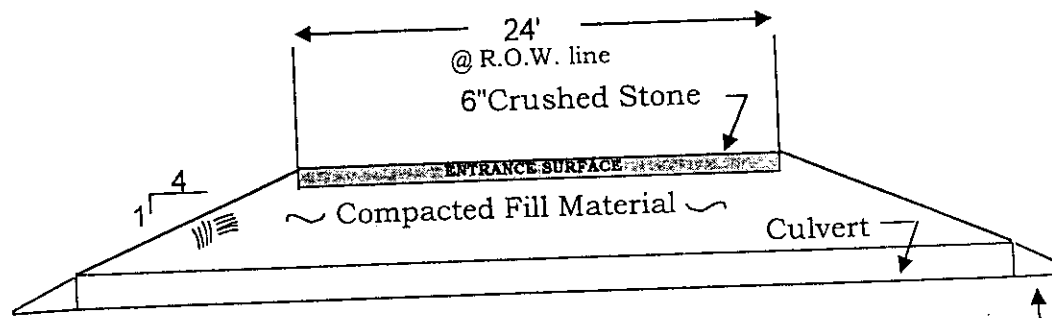 24'
@ R.O.W. line
6"Crushed Stone
ENTRANCE SURFACE
4
1
Compacted Fill Material
Culvert